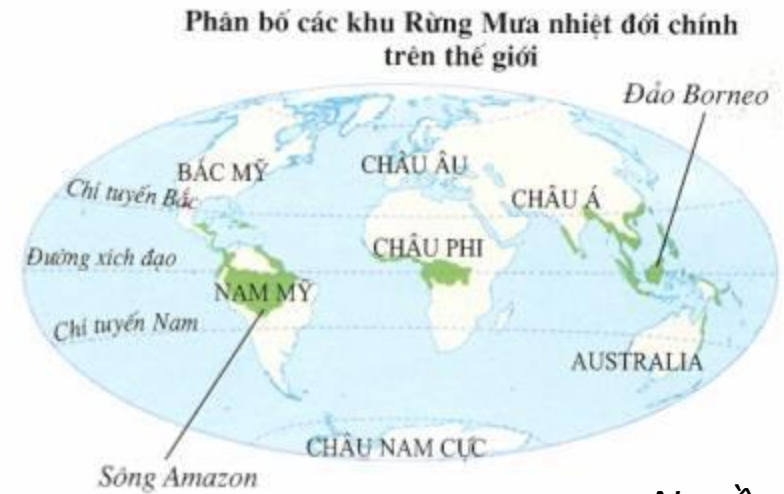 Phân bố các khu Rừng Mưa nhiệt đới chính
trên thế giới
Đảo Borneo
BẮC MỸ
CHÂU ÂU
Chí tuyến Bắc
CHÂU Á
CHÂU PHI
Đường xích đạo
NAM MỸ
Chí tuyến Nam
AUSTRALIA
CHÂU NAM CỰC
Sông Amazon